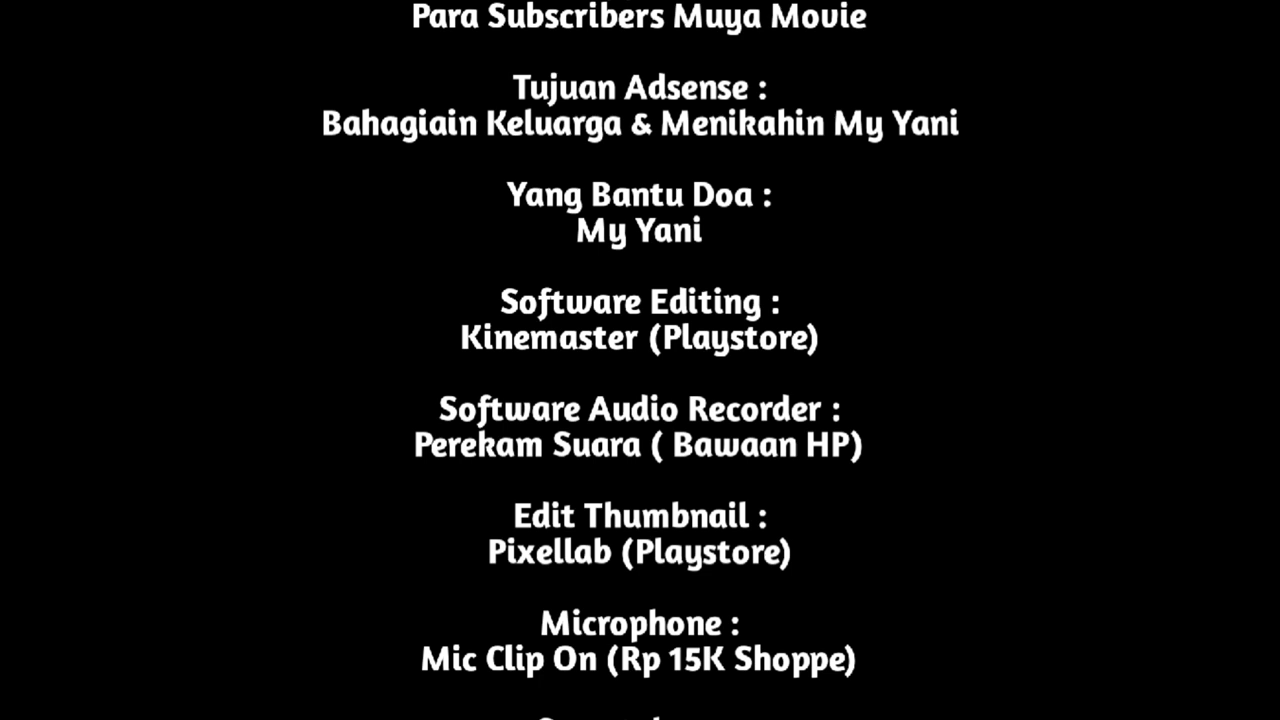 Para Subscribers Muya Movie
Tujuan Adsense :
Bahagiain Keluarga & Menikahin My Yani
Yang Bantu Doa :
My Yani
Software Editing :
Kinemaster (Playstore)
Software Audio Recorder :
Perekam Suara ( Bawaan HP)
Edit Thumbnail :
Pixellab (Playstore)
Microphone :
Mic Clip On (Rp 15K Shoppe)